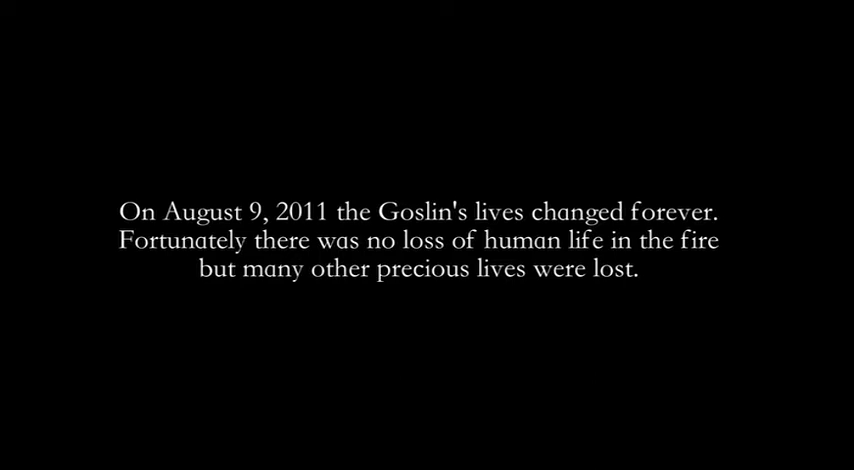 On August 9, 2011 the Goslin's lives changed forever.
Fortunately there was no loss of human life in the fire
but many other precious lives were lost.